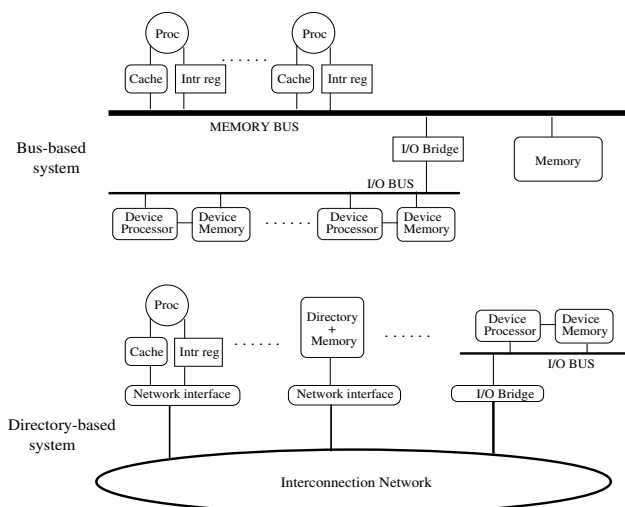 Proc
Proc
. . . . . .
Cache
Intr reg
Cache
Intr reg
MEMORY BUS
Bus-based
system
I/O Bridge
Memory
I/O BUS
Device
Processor
Device
Memory
. . . . . .
Device
Processor
Device
Memory
Proc
Directory
+
Memory
Device
Processor
Device
Memory
Cache
Intr reg
. . . . . .
. . . . . .
I/O BUS
Network interface
Network interface
I/O Bridge
Directory-based
system
Interconnection Network